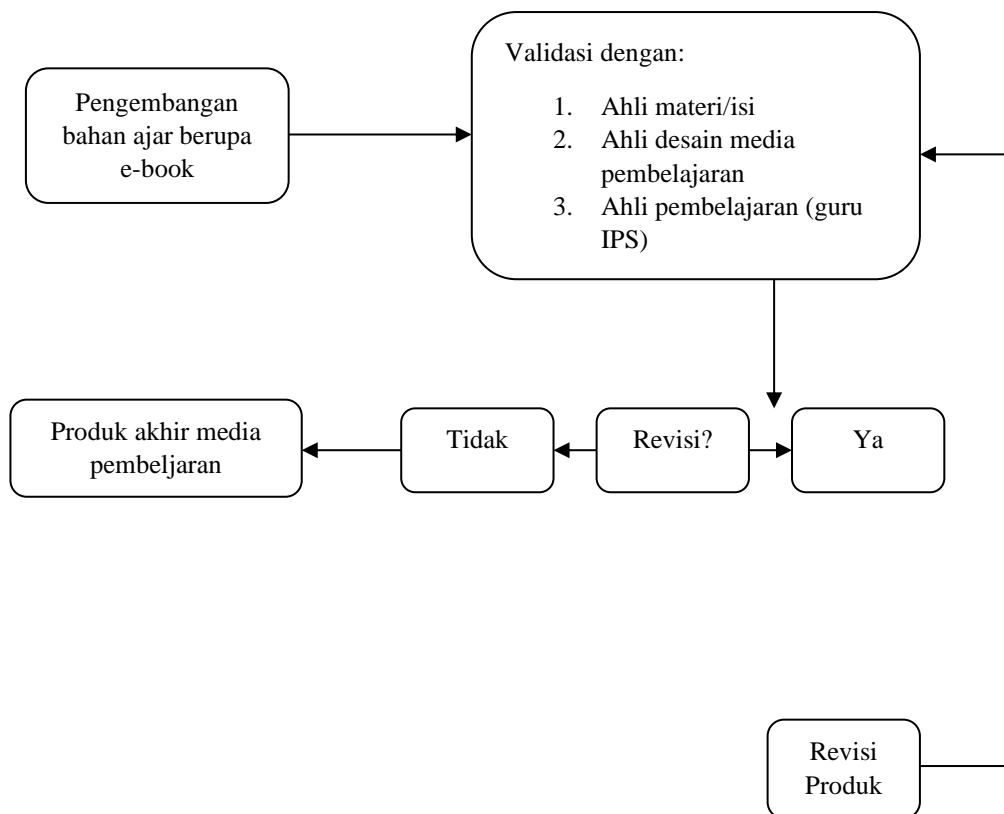 Validasi dengan:
1. Ahli materi/isi
2. Ahli desain media
pembelajaran
3. Ahli pembelajaran (guru
IPS)
Pengembangan
bahan ajar berupa
e-book
Produk akhir media
pembeljaran
Tidak
Revisi?
Ya
Revisi
Produk